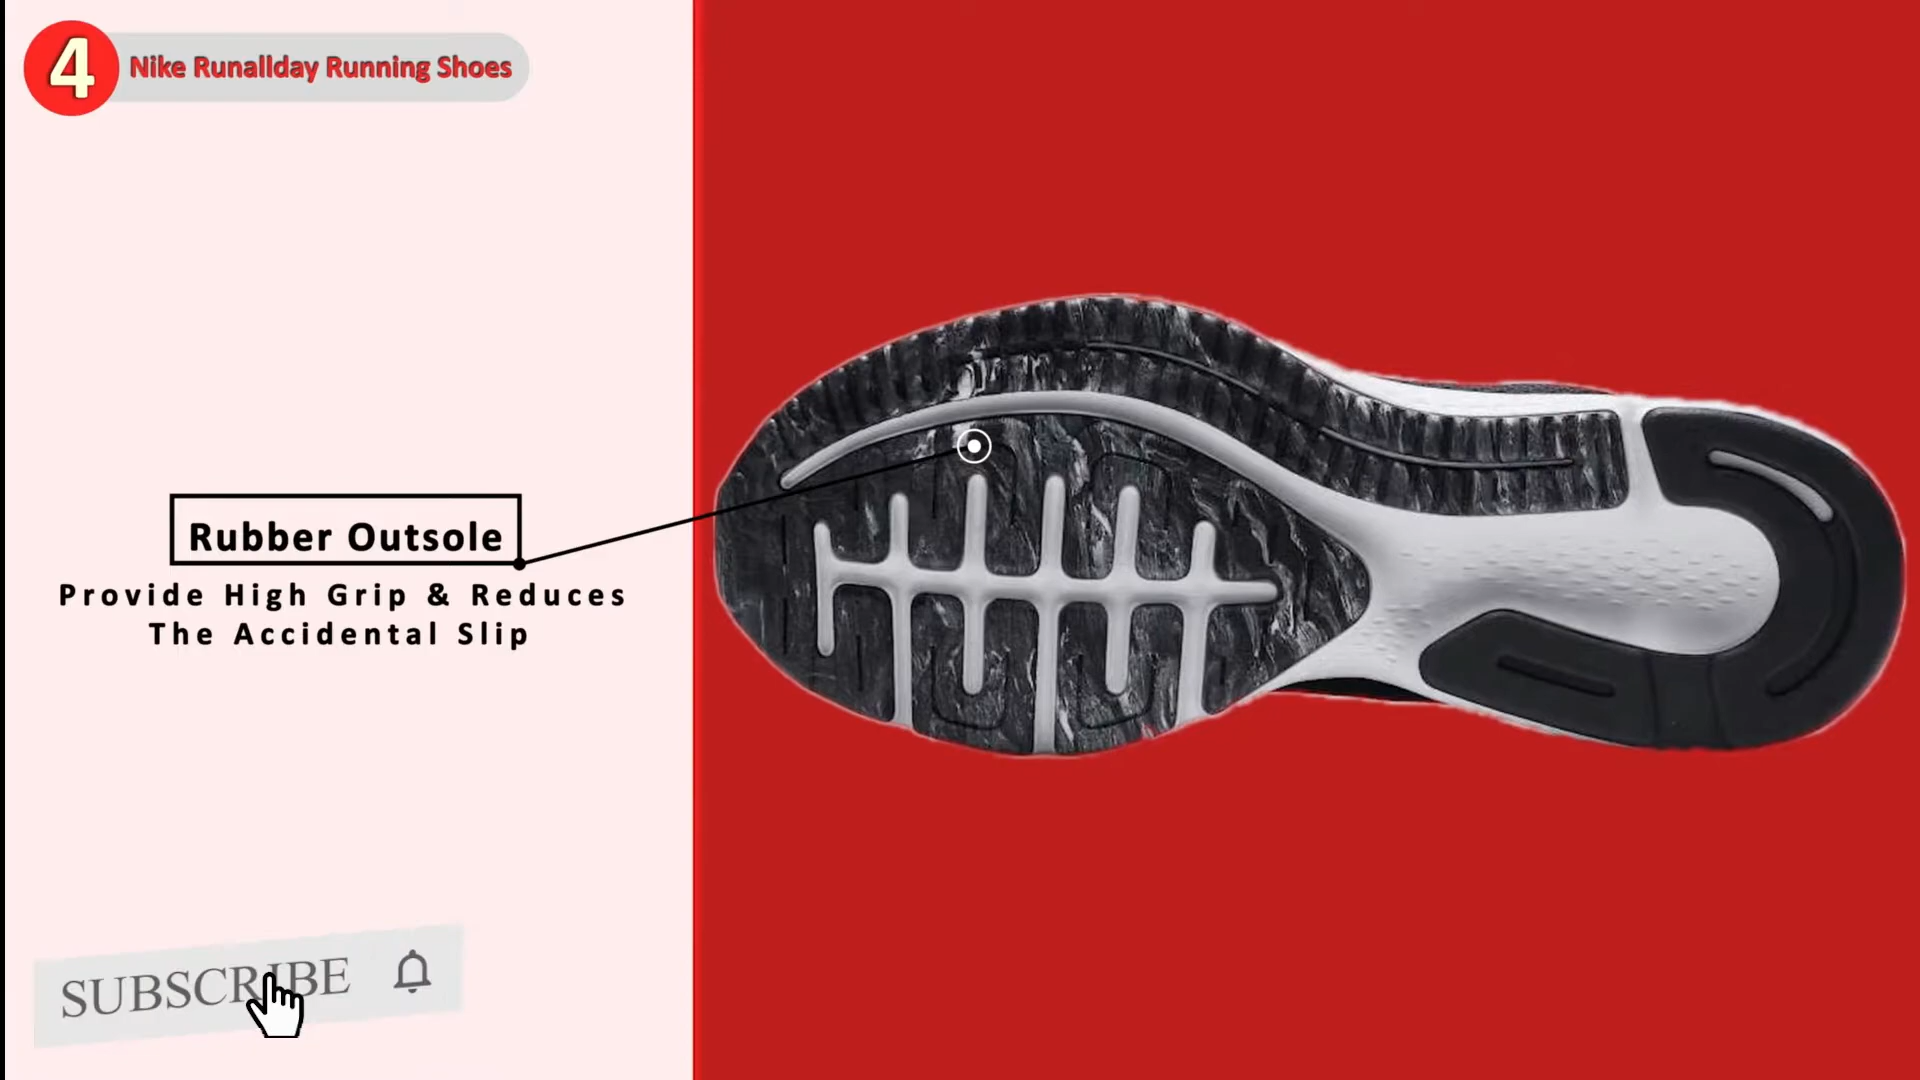 4
Nike Runallday Running Shoes
Rubber Outsole
Provide High Grip & Reduces
The Accidental Slip
SUBSCRIBE